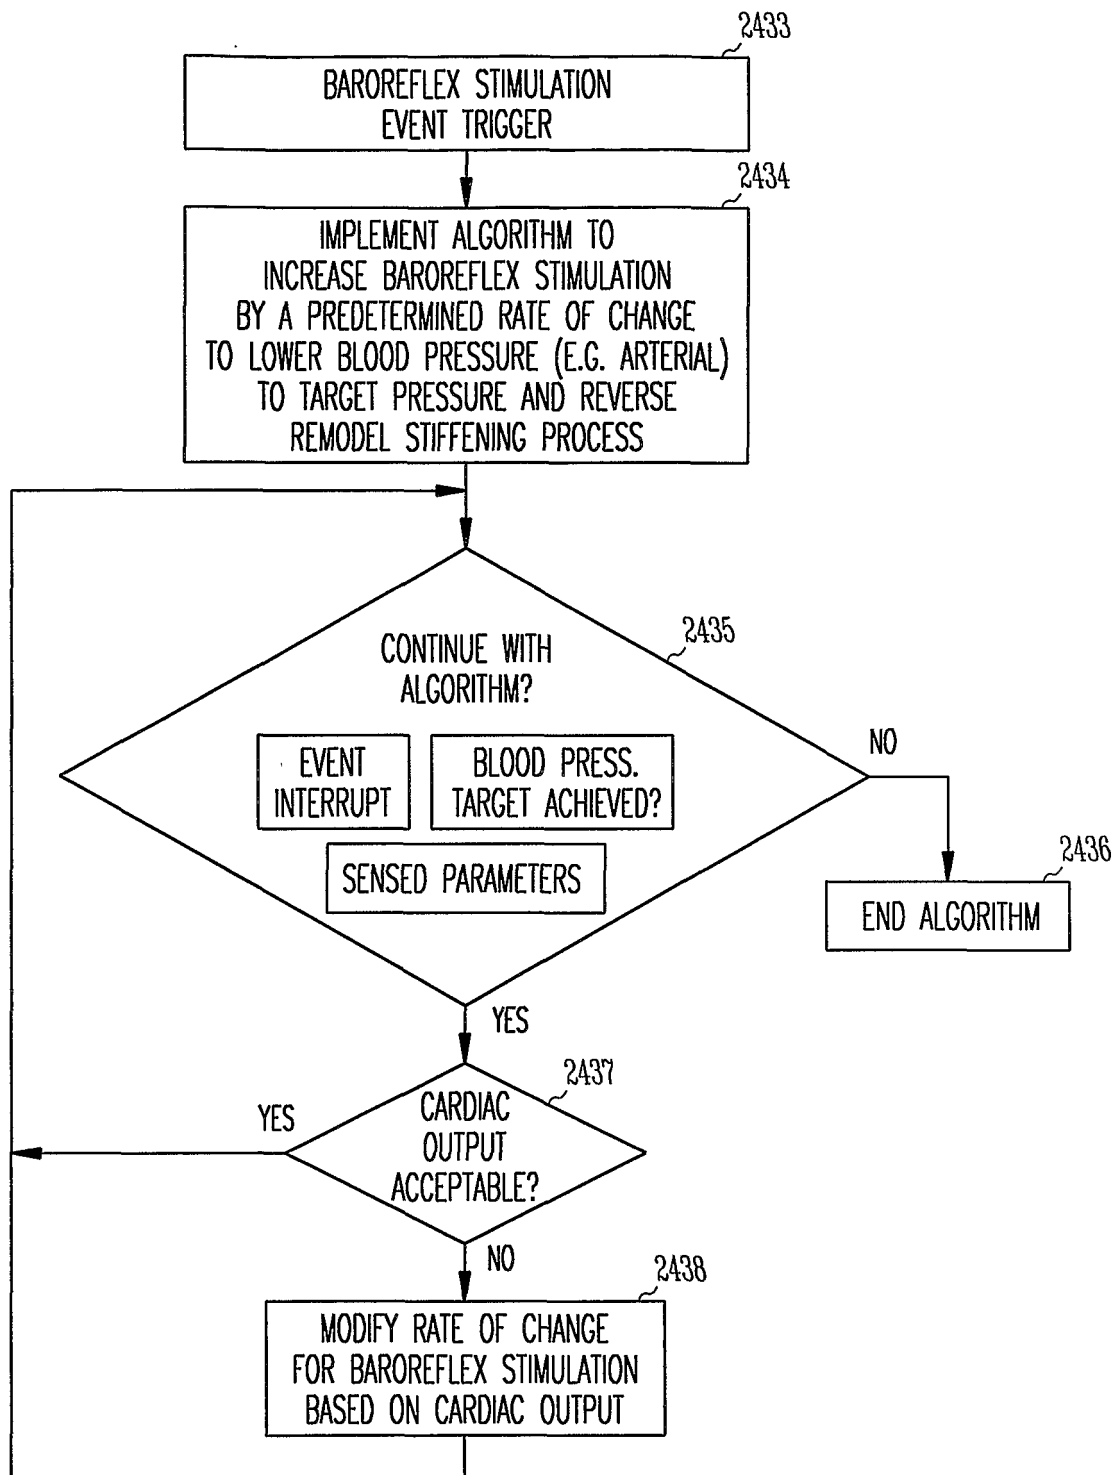 2433
BAROREFLEX STIMULATION
EVENT TRIGGER
2434
IMPLEMENT ALGORITHM TO
INCREASE BAROREFLEX STIMULATION
BY A PREDETERMINED RATE OF CHANGE
TO LOWER BLOOD PRESSURE (E.G. ARTERIAL)
TO TARGET PRESSURE AND REVERSE
REMODEL STIFFENING PROCESS
2435
CONTINUE WITH
ALGORITHM?
EVENT
INTERRUPT
BLOOD PRESS.
TARGET ACHIEVED?
SENSED PARAMETERS
NO
2436
END ALGORITHM
YES
2437
CARDIAC
OUTPUT
ACCEPTABLE?
YES
NO
2438
MODIFY RATE OF CHANGE
FOR BAROREFLEX STIMULATION
BASED ON CARDIAC OUTPUT